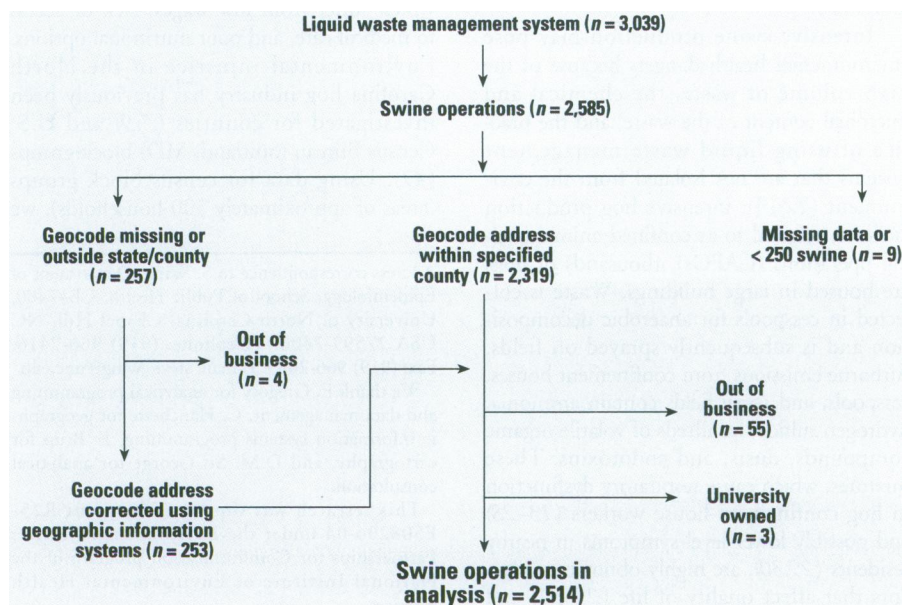 Liquid waste management system (n = 3,039)
Swine operations (n = 2,585)
Geocode missing or
outside state/county
(n = 257)
Geocode address
within specified
county (n = 2,319)
Missing data or
< 250 swine (n = 9)
Out of
business
(n = 4)
Out of
business
(n = 55)
Geocode address
corrected using
geographic information
systems (n = 253)
University
owned
(n = 3)
Swine operations in
analysis (n = 2,514)